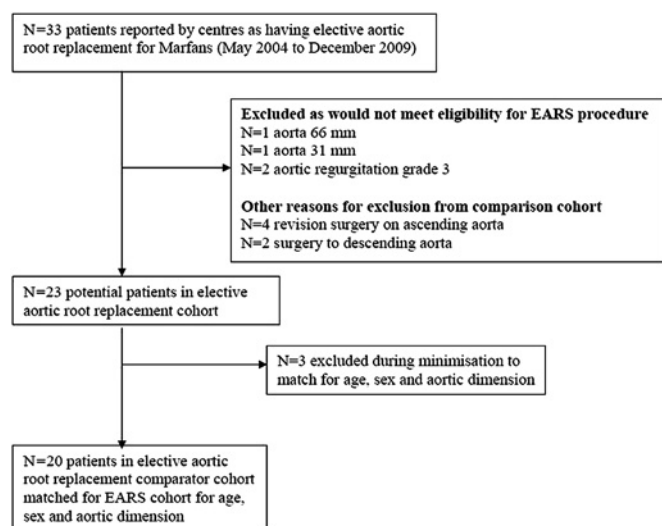 N=33 patients reported by centres as having elective aortic
root replacement for Marfans (May 2004 to December 2009)
Excluded as would not meet eligibility for EARS procedure
N=1 aorta 66 mm
N=1 aorta 31 mm
N=2 aortic regurgitation grade 3
Other reasons for exclusion from comparison cohort
N=4 revision surgery on ascending aorta
N=2 surgery to descending aorta
N=23 potential patients in elective
aortic root replacement cohort
N=3 excluded during minimisation to
match for age, sex and aortic dimension
N=20 patients in elective aortic
root replacement comparator cohort
matched for EARS cohort for age,
sex and aortic dimension